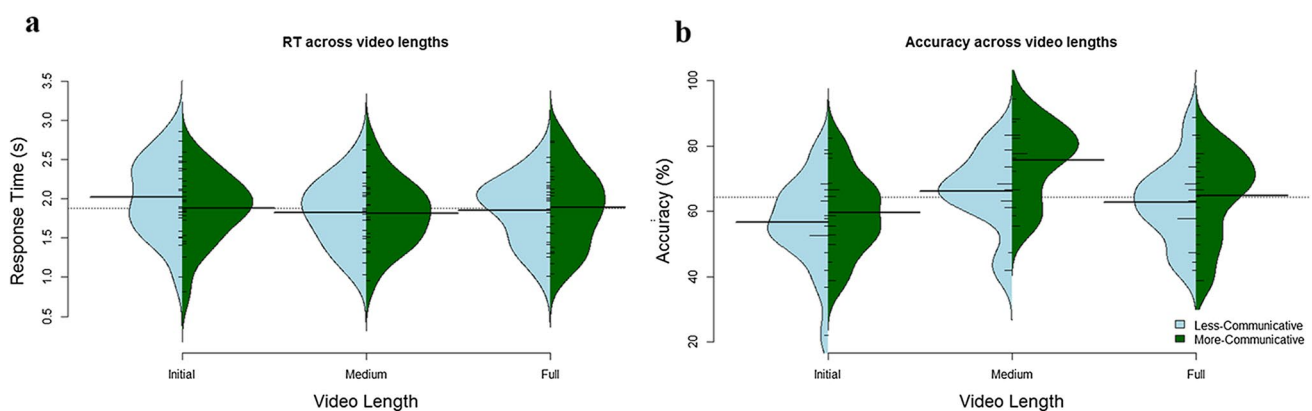 a
RT across video lengths
Response Time (s)
3.5
3.0
2.5
2.0
1.5
1.0
0.5
Initial
Medium
Full
Video Length
b
Accuracy across video lengths
Accuracy (%)
100
80
60
40
20
Less-Communicative
More-Communicative
Initial
Medium
Full
Video Length